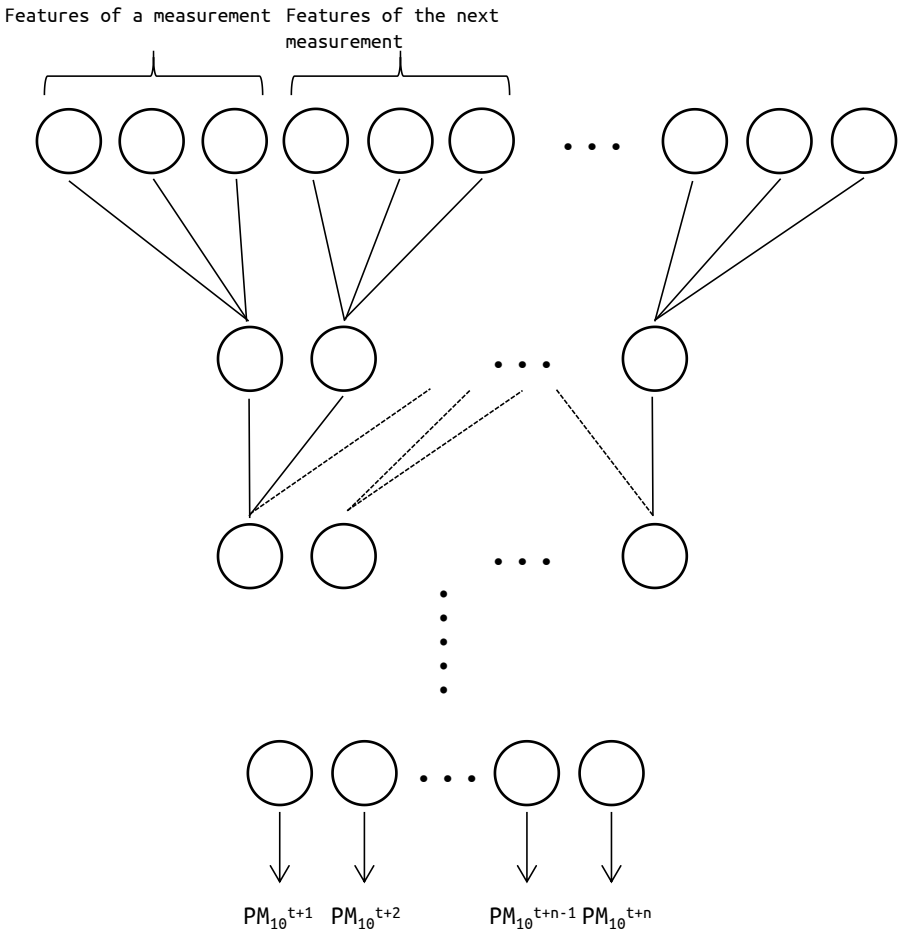 Features of a measurement
Features of the next
measurement
. . .
. . .
. . .
. . .
PM₁₀ᵗ⁺¹ PM₁₀ᵗ⁺² PM₁₀ᵗ⁺ⁿ⁻¹ PM₁₀ᵗ⁺ⁿ